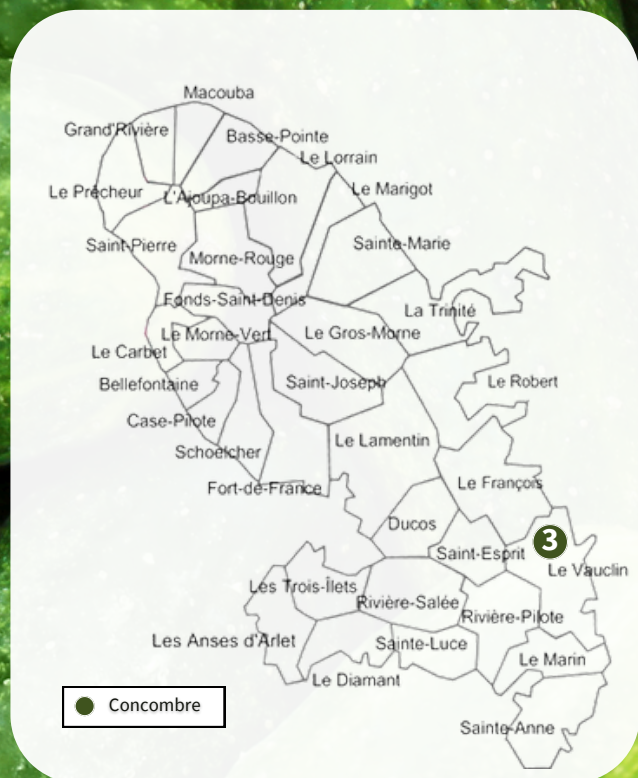 Macouba
Grand'Rivière
Basse-Pointe
Le Lorrain
Le Prêcheur
L'Ajoupa-Bouillon
Le Marigot
Saint-Pierre
Morne-Rouge
Sainte-Marie
Fonds-Saint-Denis
La Trinité
Le Morne-Vert
Le Gros-Morne
Le Carbet
Bellefontaine
Saint-Joseph
Le Robert
Case-Pilote
Schoelcher
Le Lamentin
Fort-de-France
Le François
Ducos
Saint-Esprit
3
Le Vauclin
Les Trois-Îlets
Rivière-Salée
Rivière-Pilote
Les Anses d'Arlet
Sainte-Luce
Le Marin
Le Diamant
Concombre
Sainte-Anne